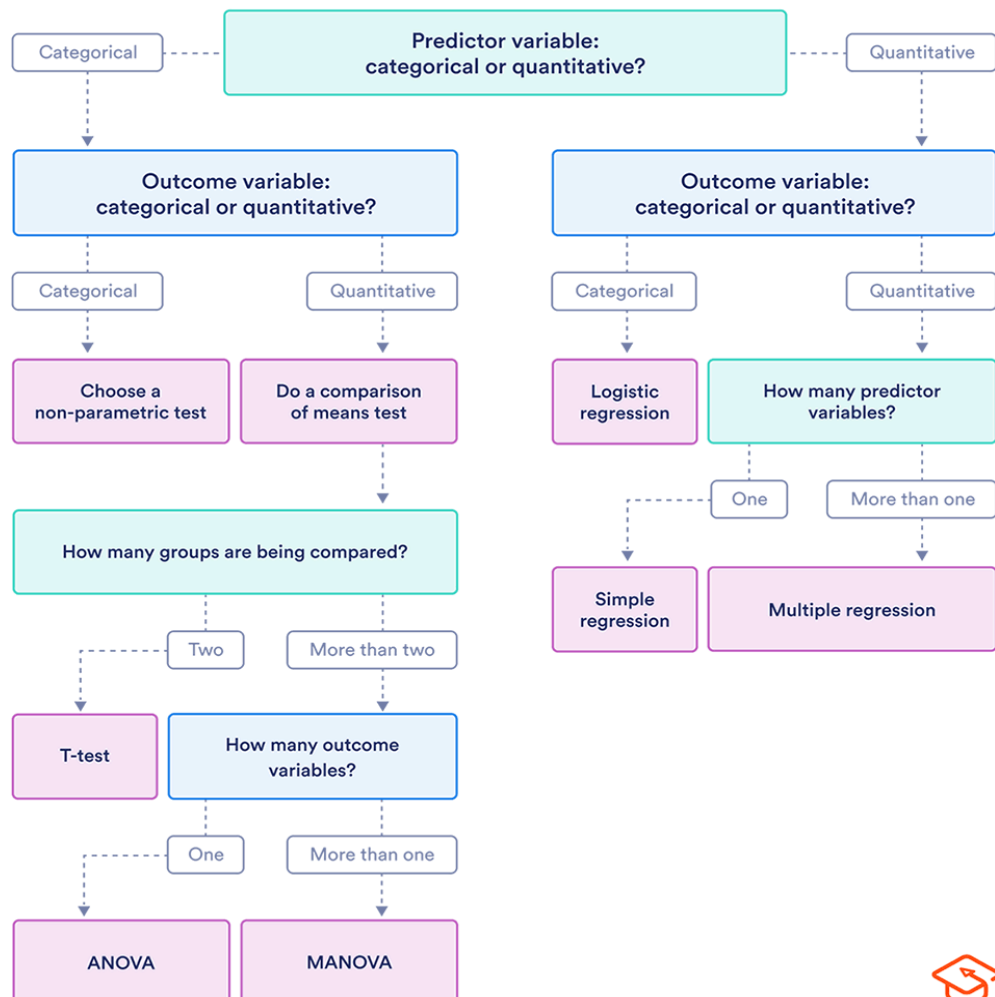 Categorical
Predictor variable:
categorical or quantitative?
Quantitative
Outcome variable:
categorical or quantitative?
Outcome variable:
categorical or quantitative?
Categorical
Quantitative
Categorical
Quantitative
Choose a
non-parametric test
Do a comparison
of means test
Logistic
regression
How many predictor
variables?
One
More than one
How many groups are being compared?
Simple
regression
Multiple regression
Two
More than two
T-test
How many outcome
variables?
One
More than one
ANOVA
MANOVA